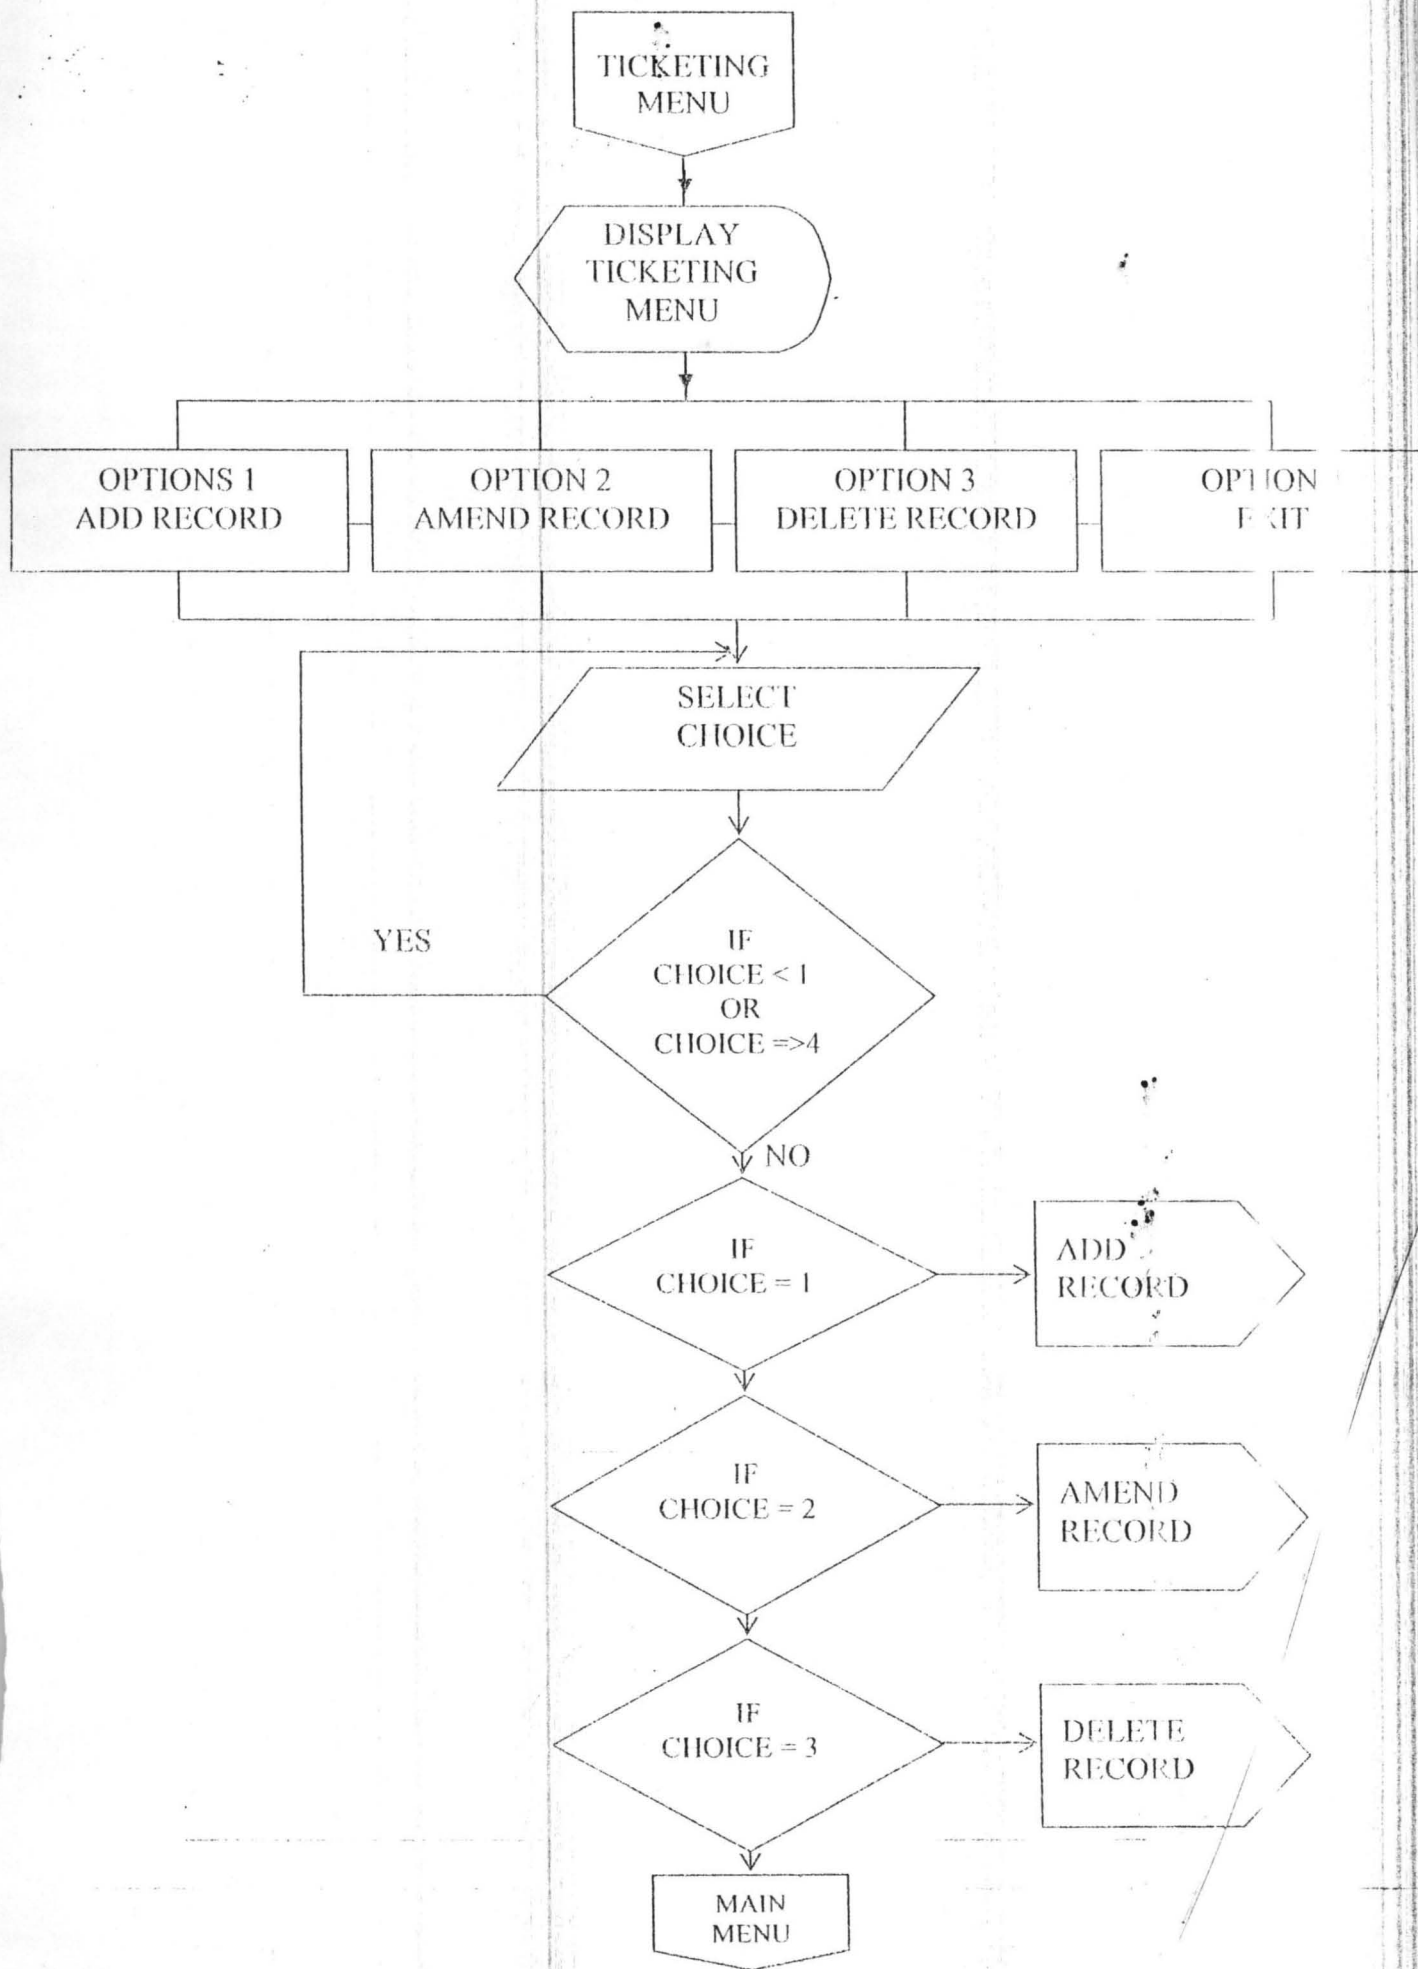 TICKETING
MENU
DISPLAY
TICKETING
MENU
OPTIONS 1
ADD RECORD
OPTION 2
AMEND RECORD
OPTION 3
DELETE RECORD
OPTION
EXIT
SELECT
CHOICE
YES
IF
CHOICE < 1
OR
CHOICE =>4
NO
IF
CHOICE = 1
ADD
RECORD
IF
CHOICE = 2
AMEND
RECORD
IF
CHOICE = 3
DELETE
RECORD
MAIN
MENU